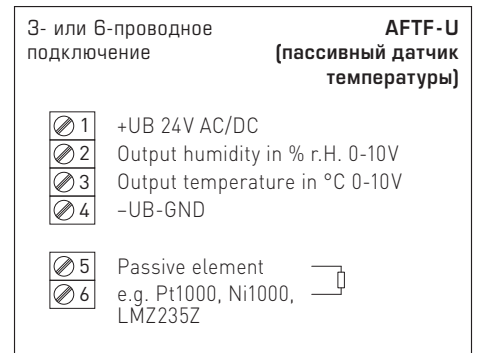 3- или 6-проводное подключение
AFTF-U
(пассивный датчик температуры)
1 +UB 24V AC/DC
2 Output humidity in % r.H. 0-10V
3 Output temperature in °C 0-10V
4 –UB-GND
5 Passive element
6 e.g. Pt1000, Ni1000,
LMZ235Z